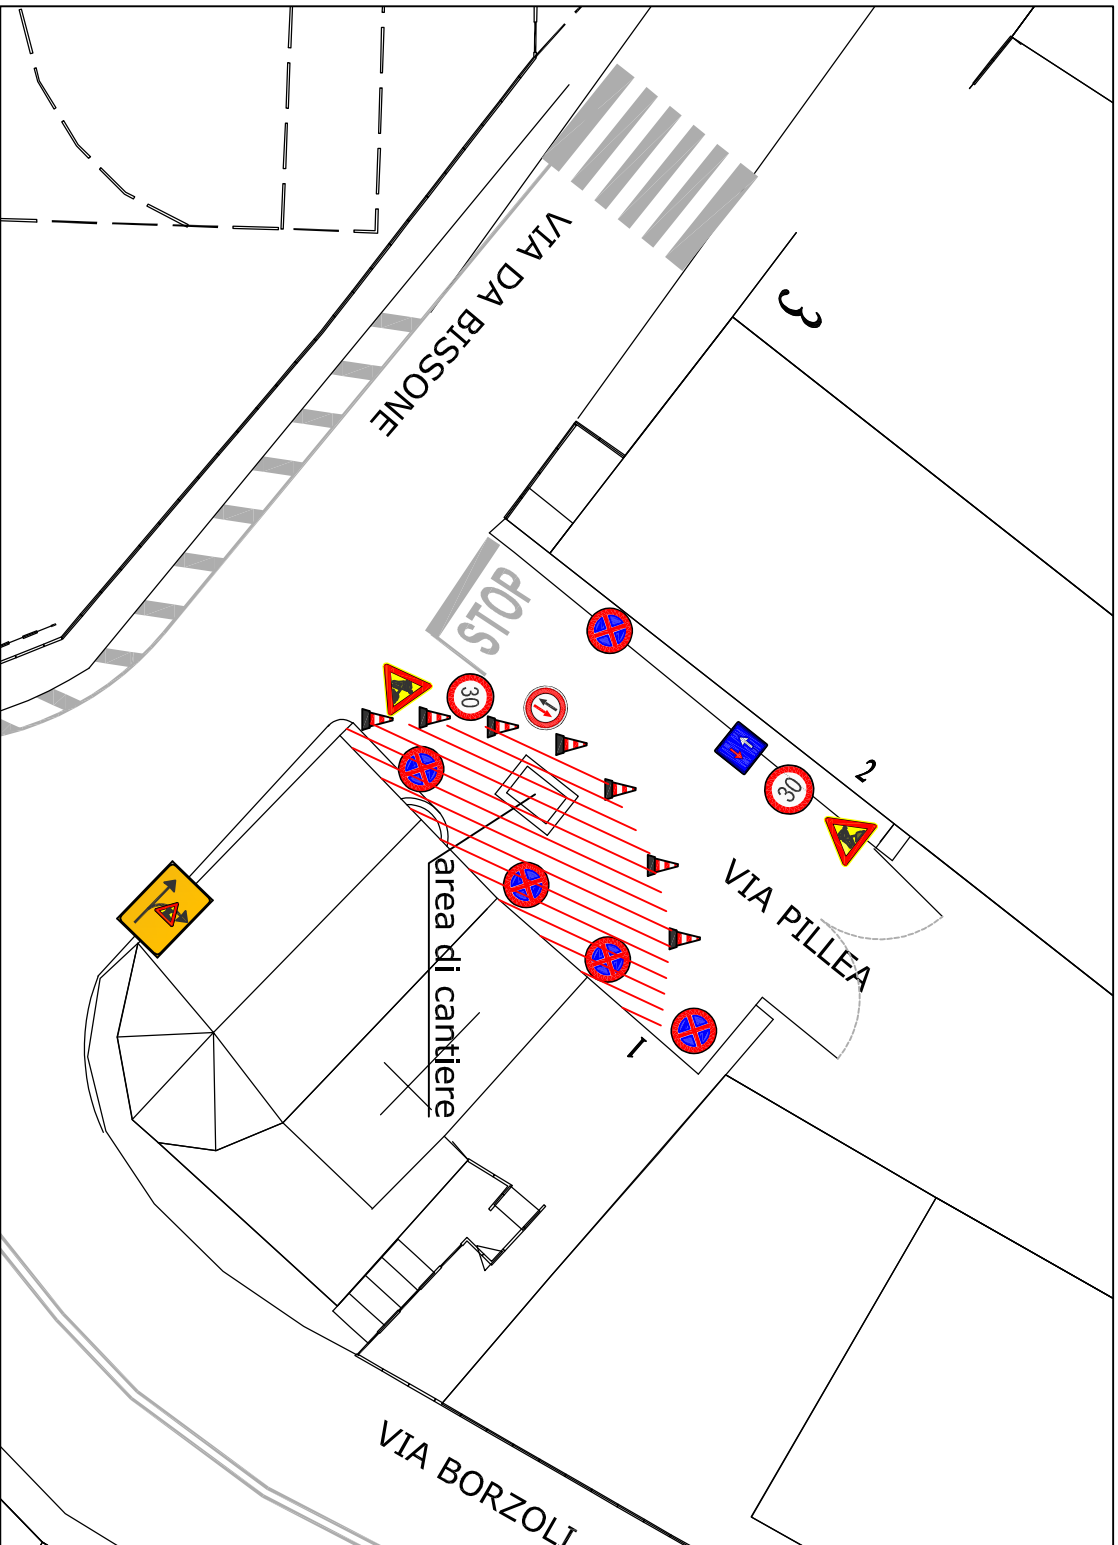 VIA DA BISSONE
3
STOP
30
2
30
VIA PILLEA
area di cantiere
1
VIA BORZOLI